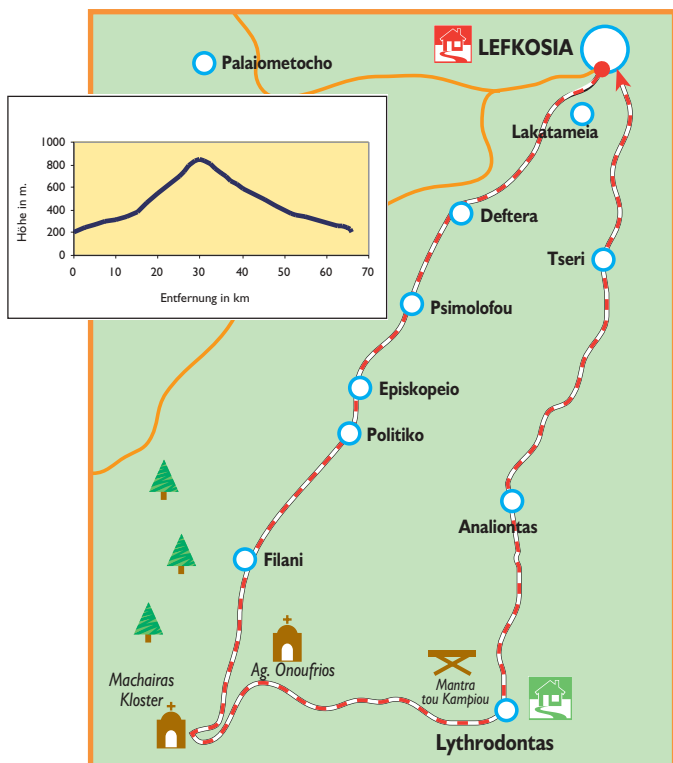 LEFKOSIA
Palaiometocho
Lakatameia
1000
800
600
400
200
0
Höhe in m.
0 10 20 30 40 50 60 70
Entfernung in km
Deftera
Tseri
Psimolofou
Episkopeio
Politiko
Analiontas
Filani
Ag. Onoufrios
Machairas
Kloster
Mantra
tou Kampiou
Lythrodontas